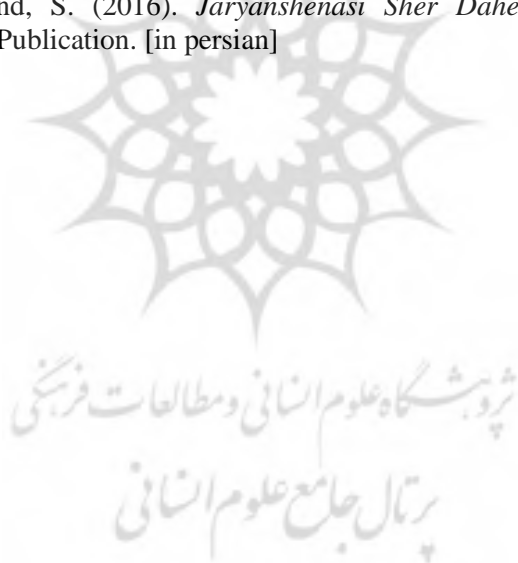 nd, S. (2016). Jaryanshenasi Sher Dahe
Publication. [in persian]
پژوهشگاه علوم انسانی و مطالعات فرهنگی
پرتال جامع علوم انسانی